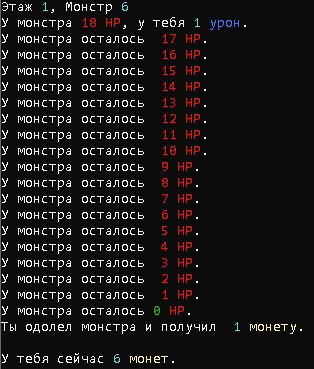 Этаж 1, Монстр 6
У монстра 18 HP, у тебя 1 урон.
У монстра осталось  17 HP.
У монстра осталось  16 HP.
У монстра осталось  15 HP.
У монстра осталось  14 HP.
У монстра осталось  13 HP.
У монстра осталось  12 HP.
У монстра осталось  11 HP.
У монстра осталось  10 HP.
У монстра осталось  9 HP.
У монстра осталось  8 HP.
У монстра осталось  7 HP.
У монстра осталось  6 HP.
У монстра осталось  5 HP.
У монстра осталось  4 HP.
У монстра осталось  3 HP.
У монстра осталось  2 HP.
У монстра осталось  1 HP.
У монстра осталось 0 HP.
Ты одолел монстра и получил  1 монету.
У тебя сейчас 6 монет.